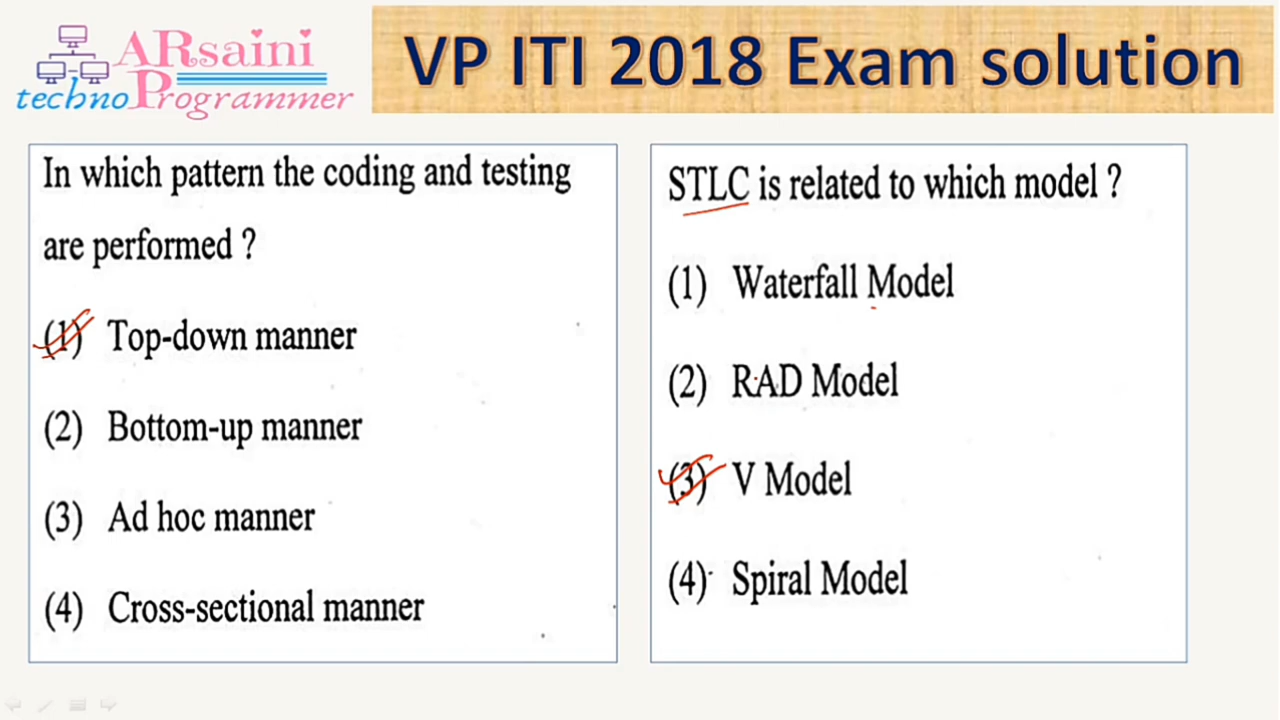 ARsaini
techno Programmer
VP ITI 2018 Exam solution
In which pattern the coding and testing
are performed ?
(1) Top-down manner
(2) Bottom-up manner
(3) Ad hoc manner
(4) Cross-sectional manner
STLC is related to which model ?
(1) Waterfall Model
(2) RAD Model
(3) V Model
(4) Spiral Model